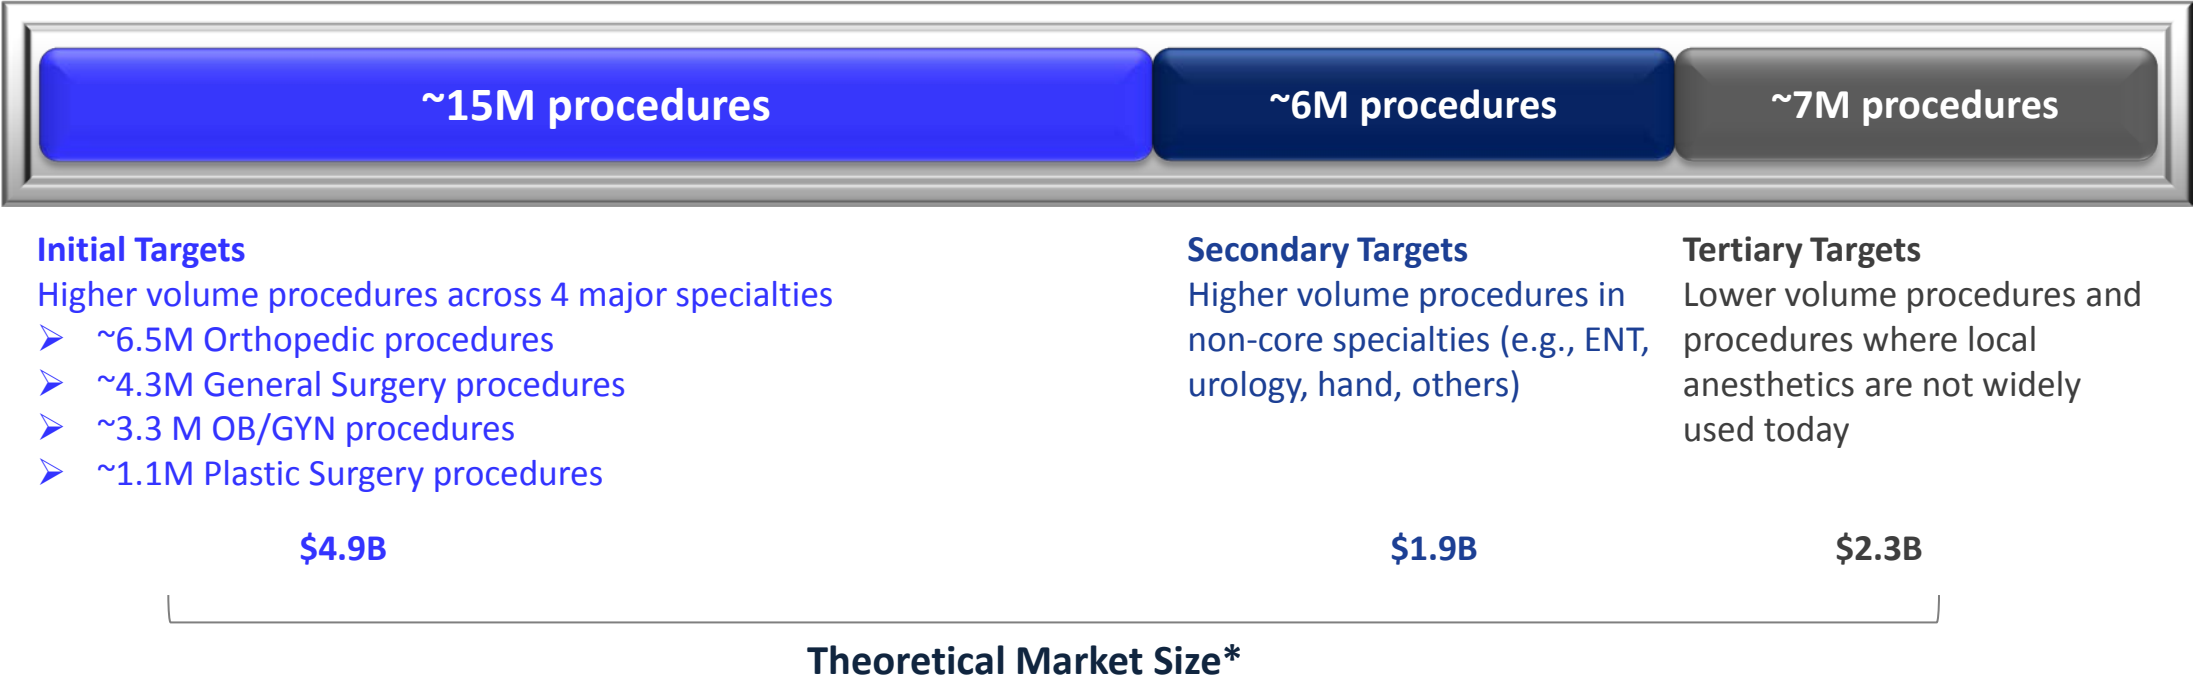 ~15M procedures
~6M procedures
~7M procedures
Initial Targets
Higher volume procedures across 4 major specialties
➢ ~6.5M Orthopedic procedures
➢ ~4.3M General Surgery procedures
➢ ~3.3 M OB/GYN procedures
➢ ~1.1M Plastic Surgery procedures
$4.9B
Secondary Targets
Higher volume procedures in
non-core specialties (e.g., ENT,
urology, hand, others)
$1.9B
Tertiary Targets
Lower volume procedures and
procedures where local
anesthetics are not widely
used today
$2.3B
Theoretical Market Size*